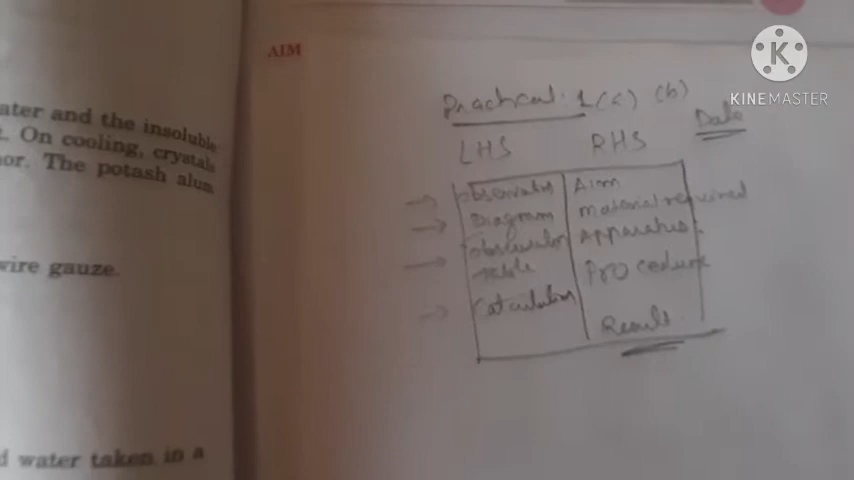 ater and the insoluble
. On cooling, crystals
nor. The potash alum
wire gauze.
d water taken in a
AIM
Practical 1(c) (b)
Date
LHS RHS
observation Aim
Diagram material required
observation Apparatus
table Procedure
Calculation
Result
K
KINEMASTER